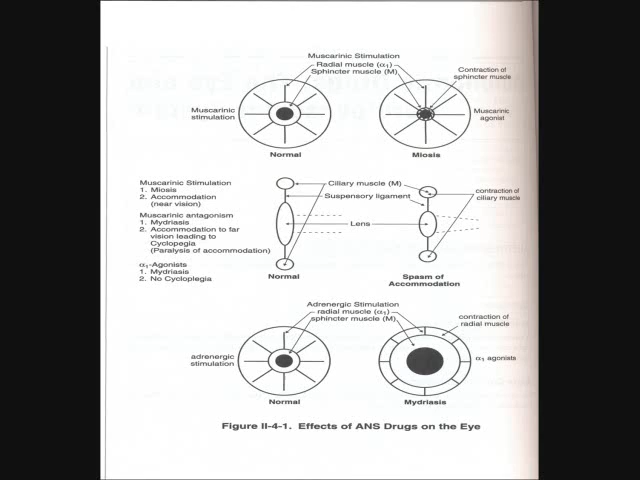 Muscarinic Stimulation
Radial muscle (α1)
Sphincter muscle (M)
Contraction of
sphincter muscle
Muscarinic
stimulation
Muscarinic
agonist
Normal
Miosis
Muscarinic Stimulation
1. Miosis
2. Accommodation
(near vision)
Muscarinic antagonism
1. Mydriasis
2. Accommodation to far
vision leading to
Cyclopegia
(Paralysis of accommodation)
α1-Agonists
1. Mydriasis
2. No Cycloplegia
Ciliary muscle (M)
Suspensory ligament
Lens
contraction of
ciliary muscle
Normal
Spasm of
Accommodation
Adrenergic Stimulation
radial muscle (α1)
sphincter muscle (M)
contraction of
radial muscle
adrenergic
stimulation
α1 agonists
Normal
Mydriasis
Figure II-4-1. Effects of ANS Drugs on the Eye